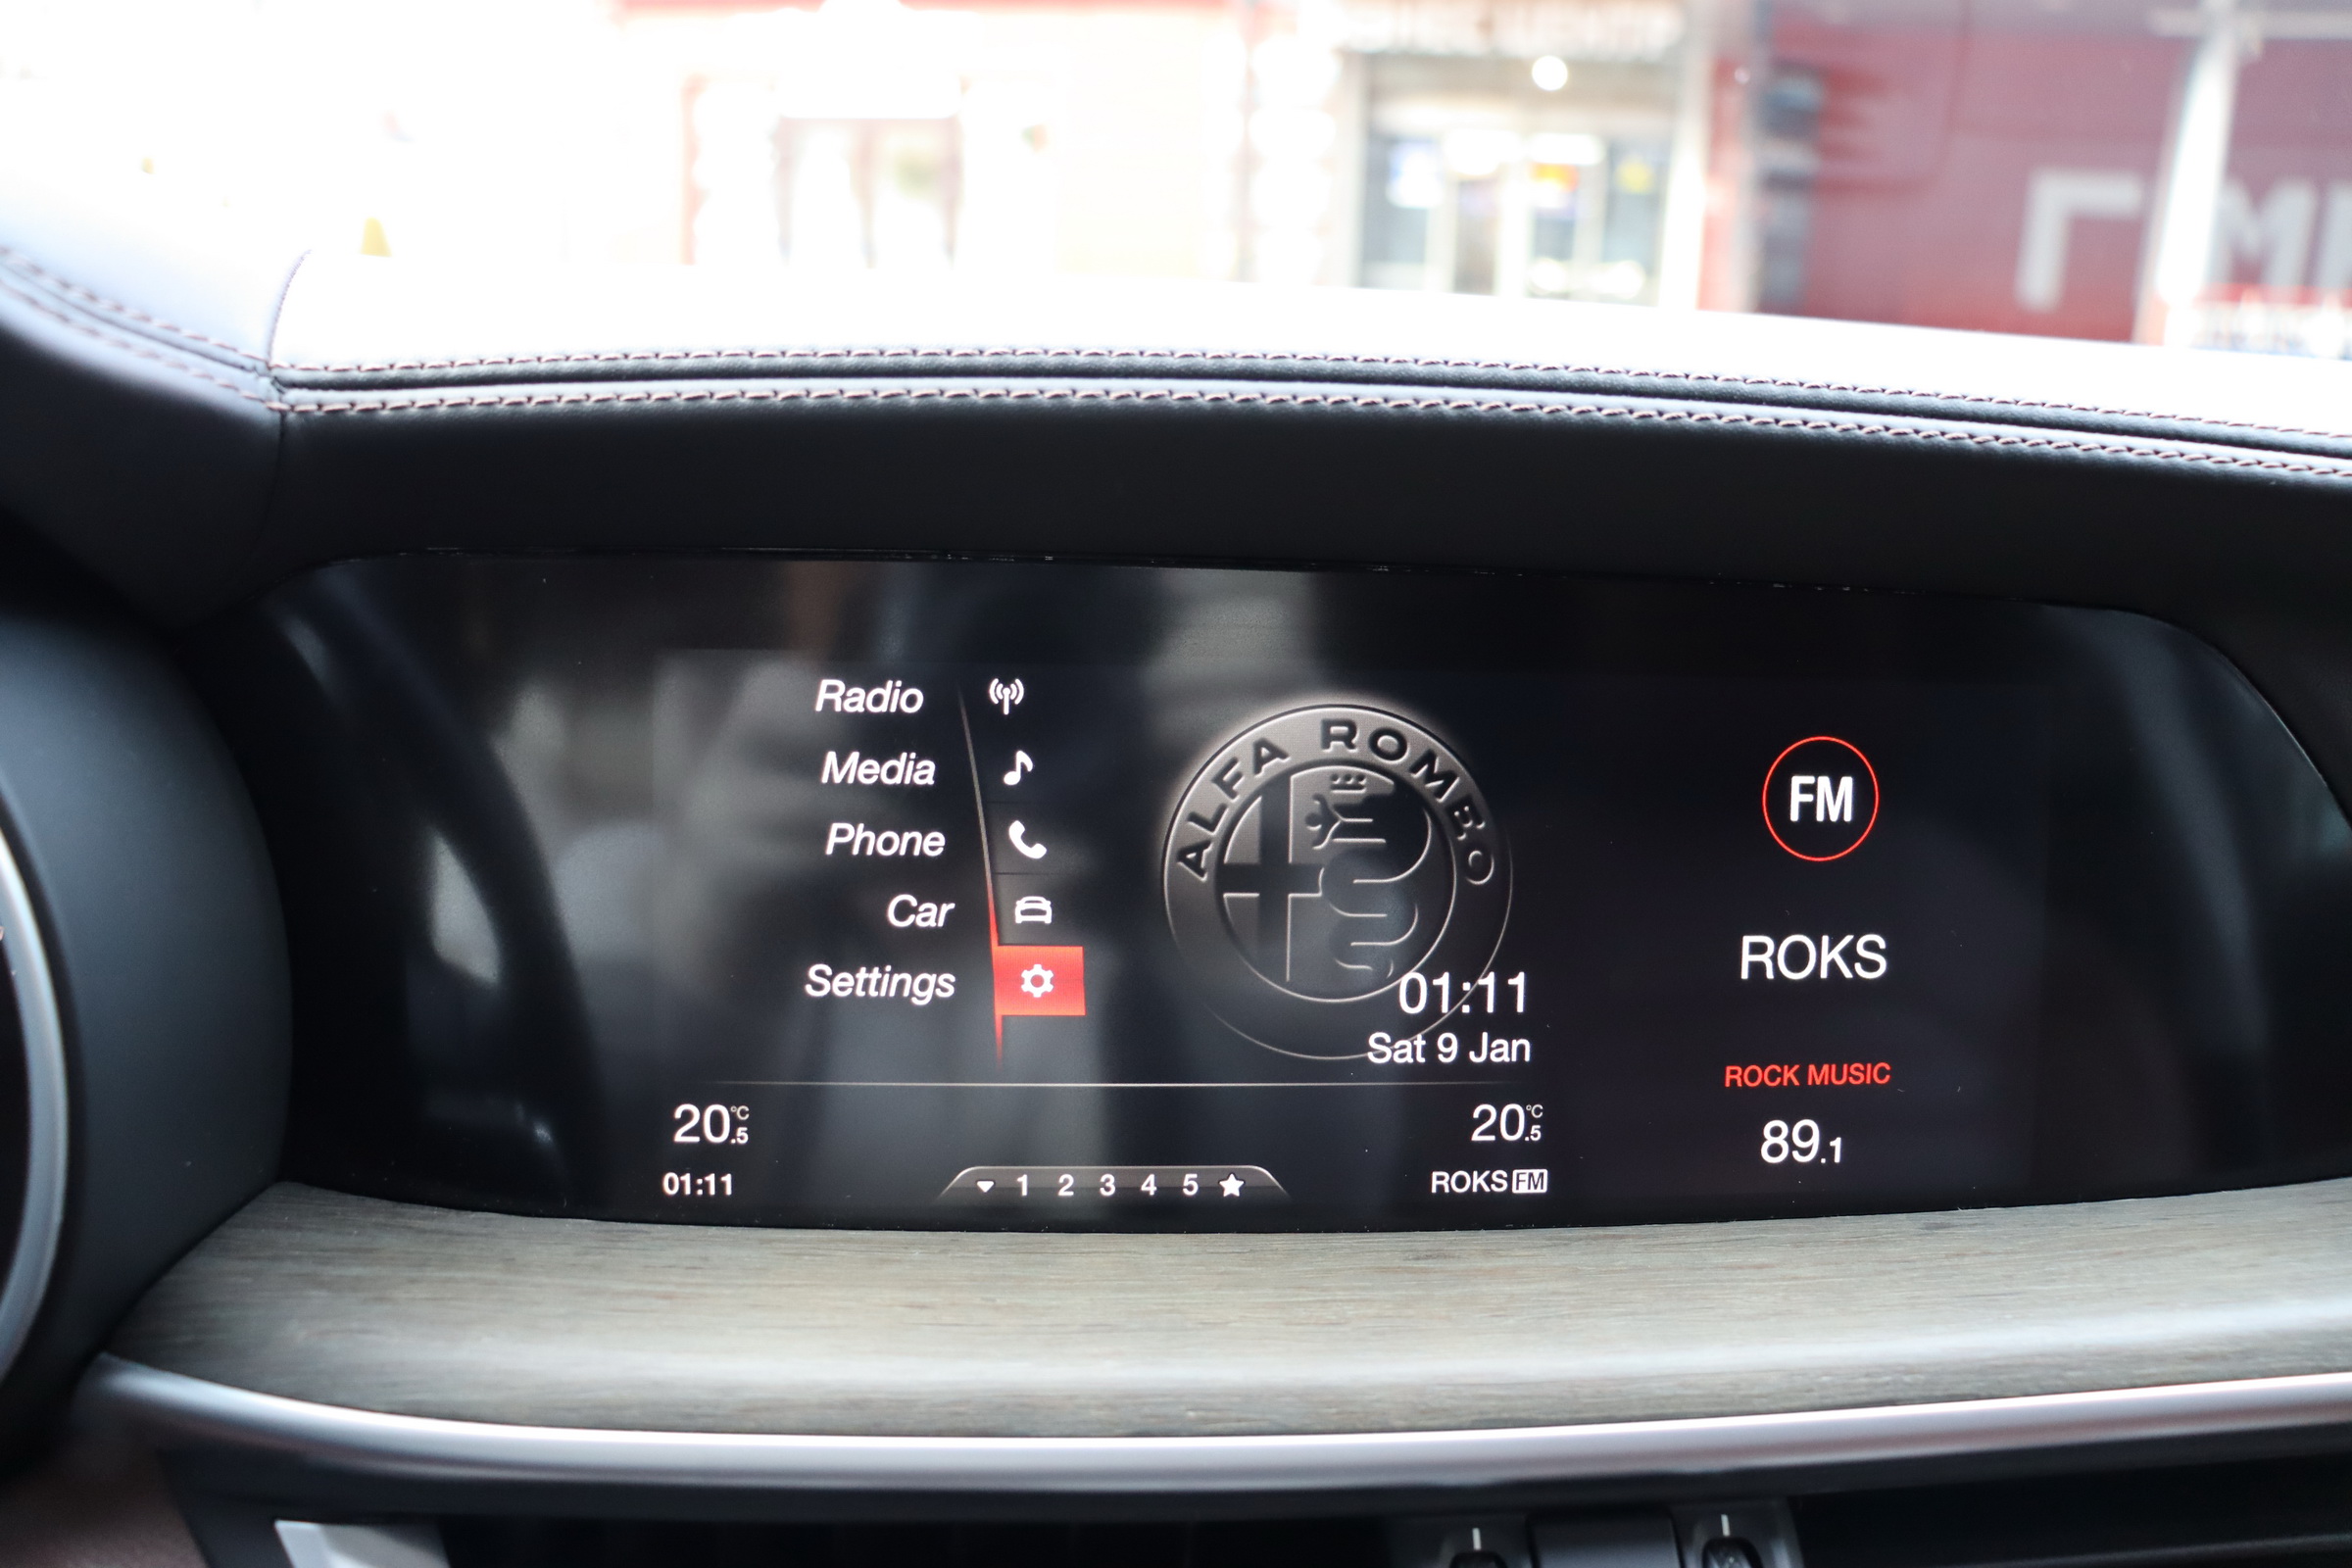 Radio
Media
Phone
Car
Settings
ALFA ROMEO
01:11
Sat 9 Jan
20.5 °C
20.5 °C
01:11
1 2 3 4 5
ROKS FM
FM
ROKS
ROCK MUSIC
89.1